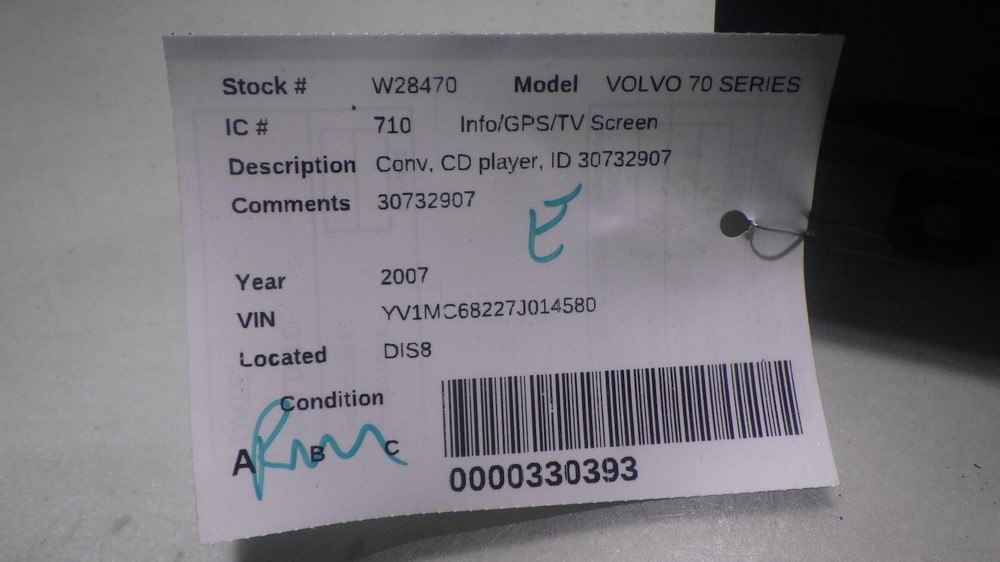 Stock # W28470 Model VOLVO 70 SERIES
IC # 710 Info/GPS/TV Screen
Description Conv, CD player, ID 30732907
Comments 30732907
E
Year 2007
VIN YV1MC68227J014580
Located DIS8
Condition
A B C
0000330393